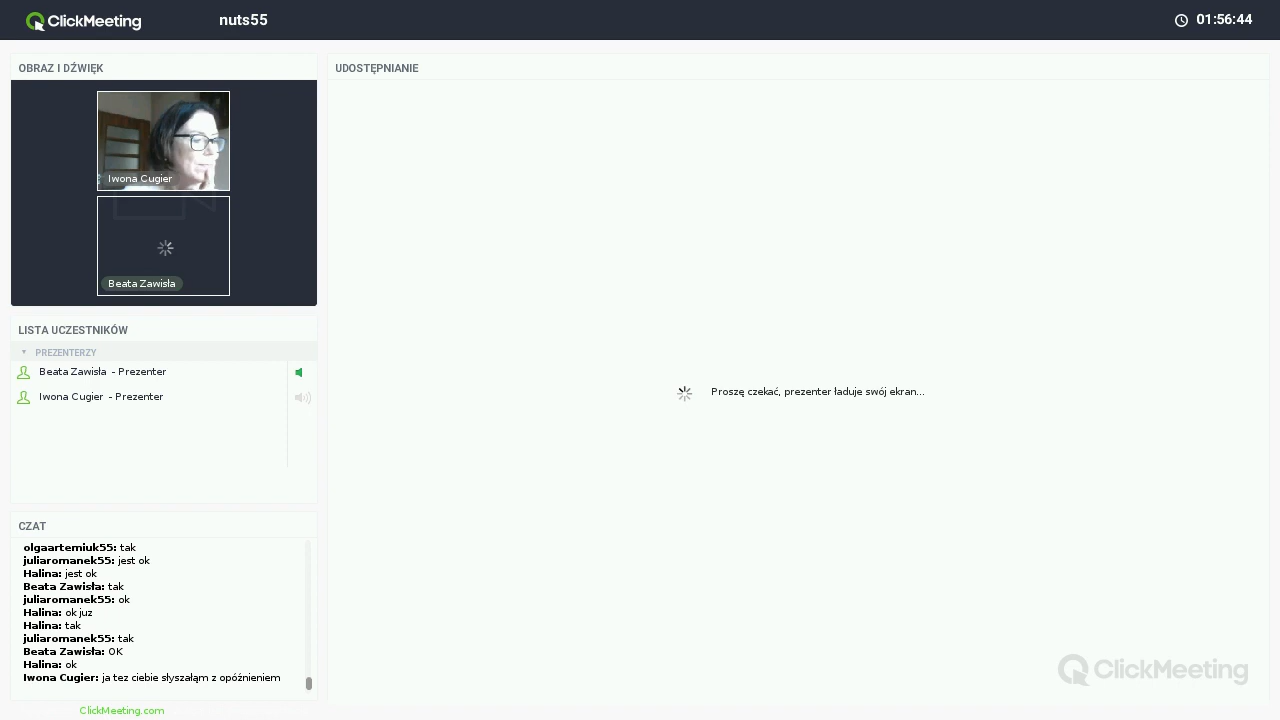 ClickMeeting
nuts55
01:56:44
OBRAZ I DŹWIĘK
Iwona Cugier
Beata Zawisła
LISTA UCZESTNIKÓW
PREZENTERZY
Beata Zawisła - Prezenter
Iwona Cugier - Prezenter
CZAT
olgaartemiuk55: tak
juliaromanek55: jest ok
Halina: jest ok
Beata Zawisła: tak
juliaromanek55: ok
Halina: ok juz
Halina: tak
juliaromanek55: tak
Beata Zawisła: OK
Halina: ok
Iwona Cugier: ja tez ciebie słyszałąm z opóźnieniem
ClickMeeting.com
UDOSTĘPNIANIE
Proszę czekać, prezenter ładuje swój ekran...
ClickMeeting